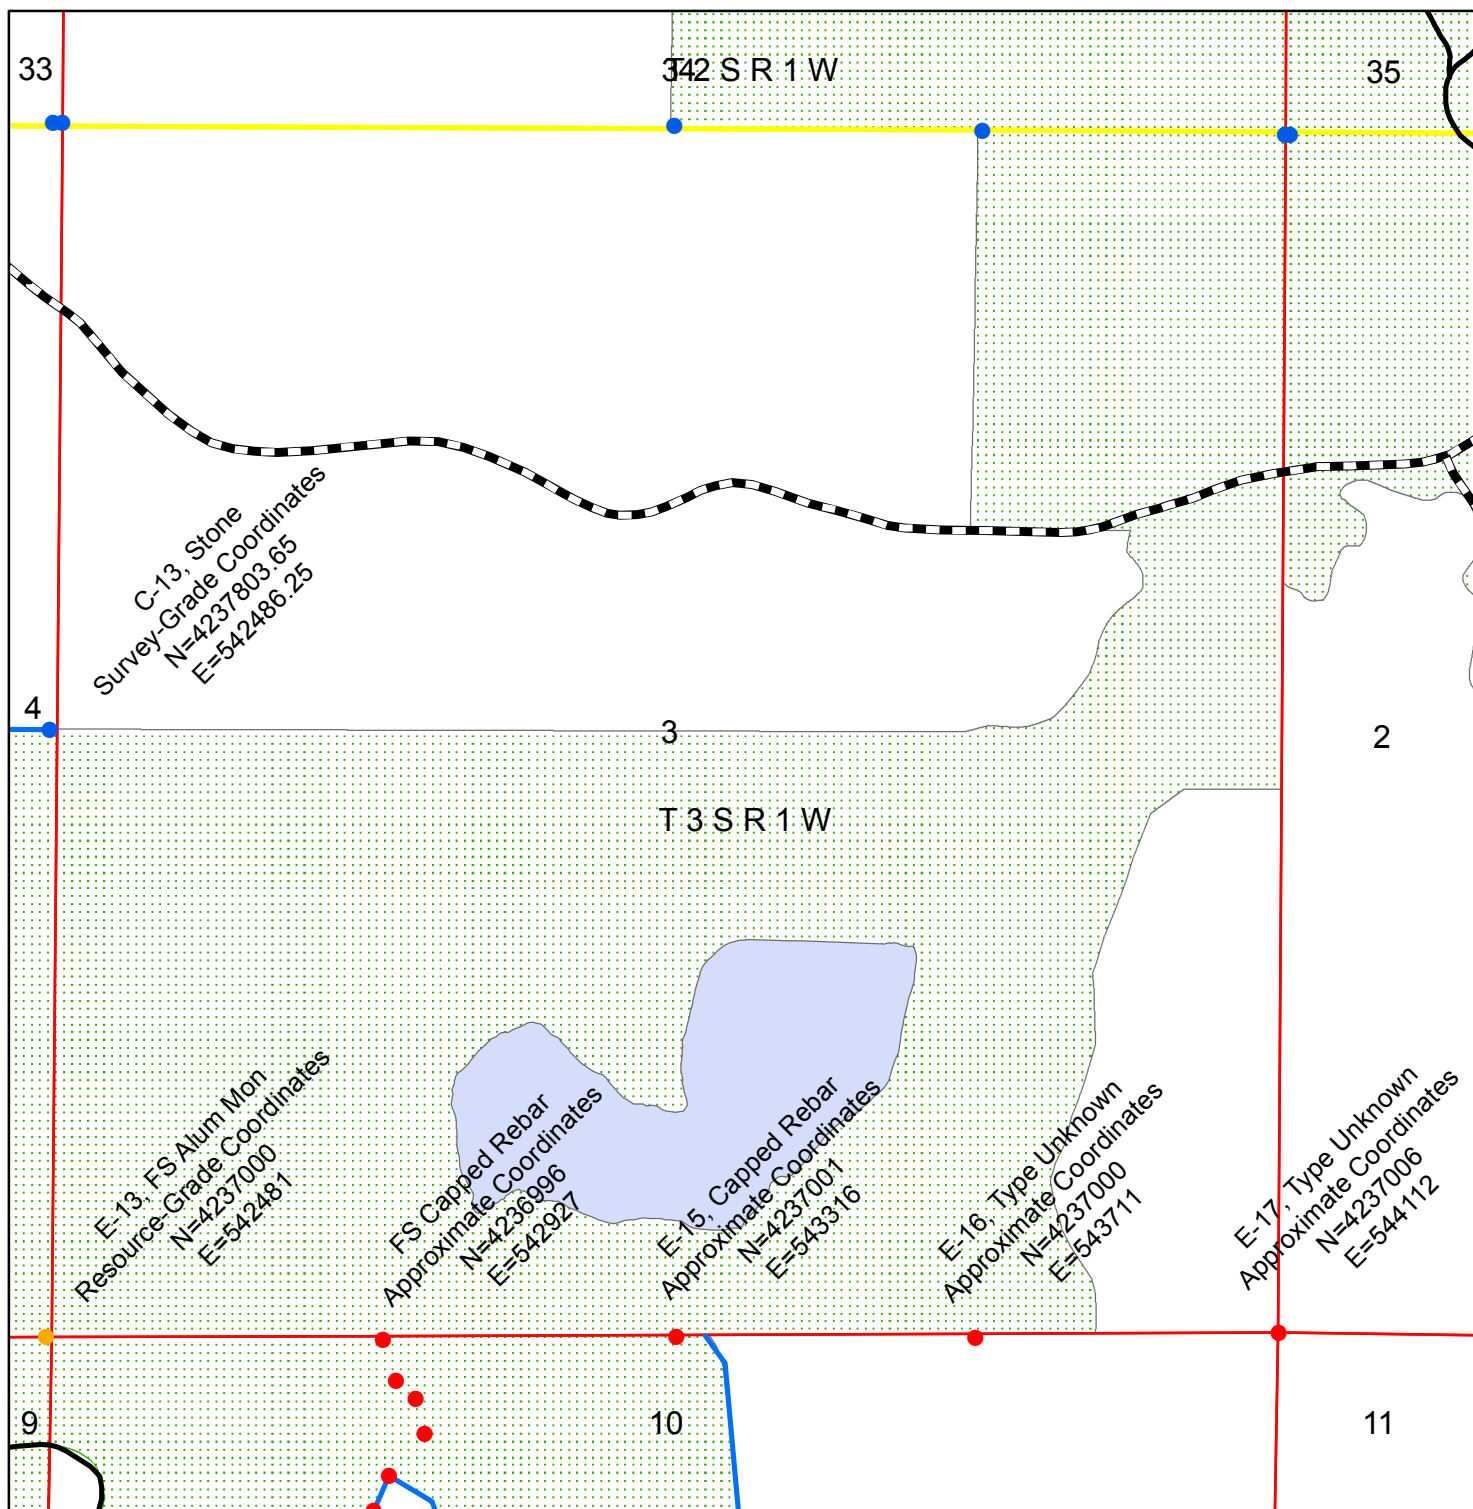 33
34
T 2 S R 1 W
35
C-13, Stone
Survey-Grade Coordinates
N=4237803.65
E=542486.25
4
3
2
T 3 S R 1 W
E-13, FS Alum Mon
Resource-Grade Coordinates
N=4237000
E=542481
FS Capped Rebar
Approximate Coordinates
N=4236996
E=542927
E-15, Capped Rebar
Approximate Coordinates
N=4237001
E=543316
E-16, Type Unknown
Approximate Coordinates
N=4237000
E=543711
E-17, Type Unknown
Approximate Coordinates
N=4237006
E=544112
9
10
11